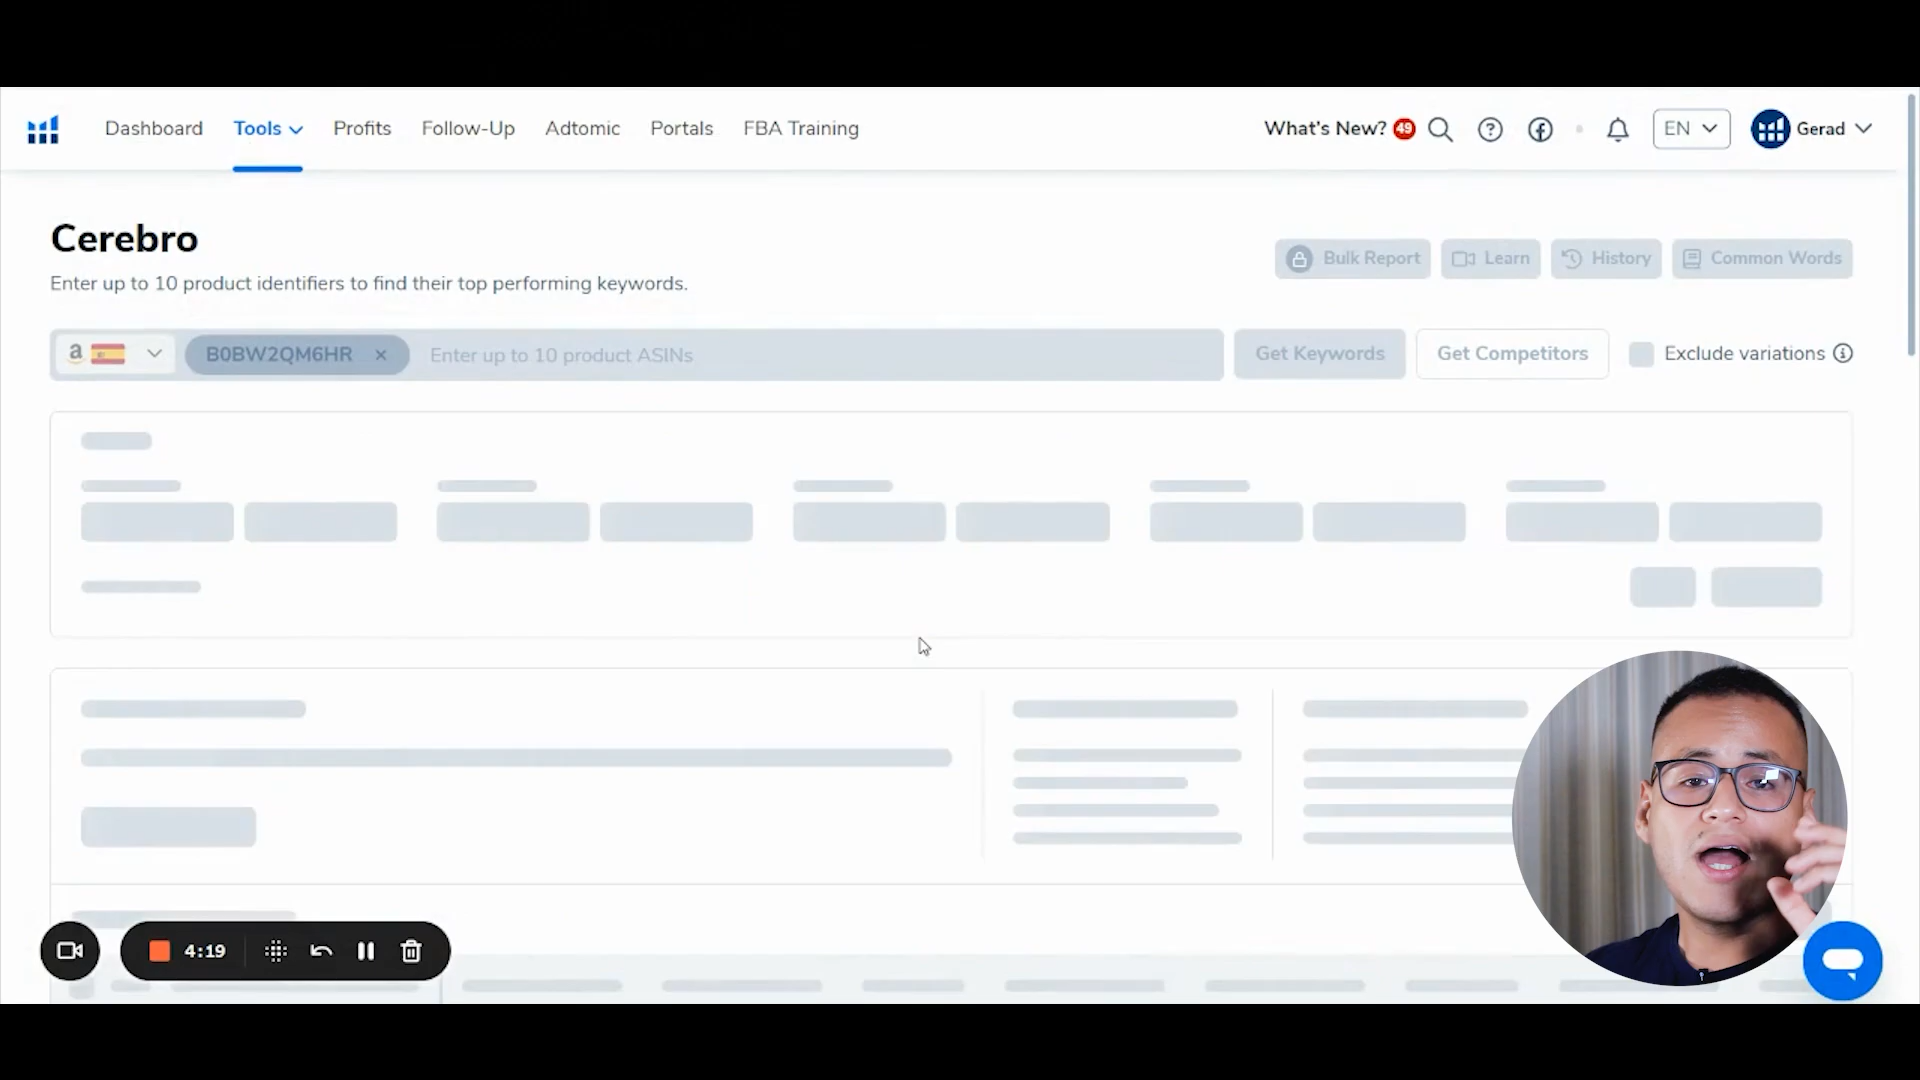 Dashboard
Tools
Profits
Follow-Up
Adtomic
Portals
FBA Training
What's New? 49
EN
Gerad
Cerebro
Enter up to 10 product identifiers to find their top performing keywords.
Bulk Report
Learn
History
Common Words
a
B0BW2QM6HR
Enter up to 10 product ASINs
Get Keywords
Get Competitors
Exclude variations
4:19